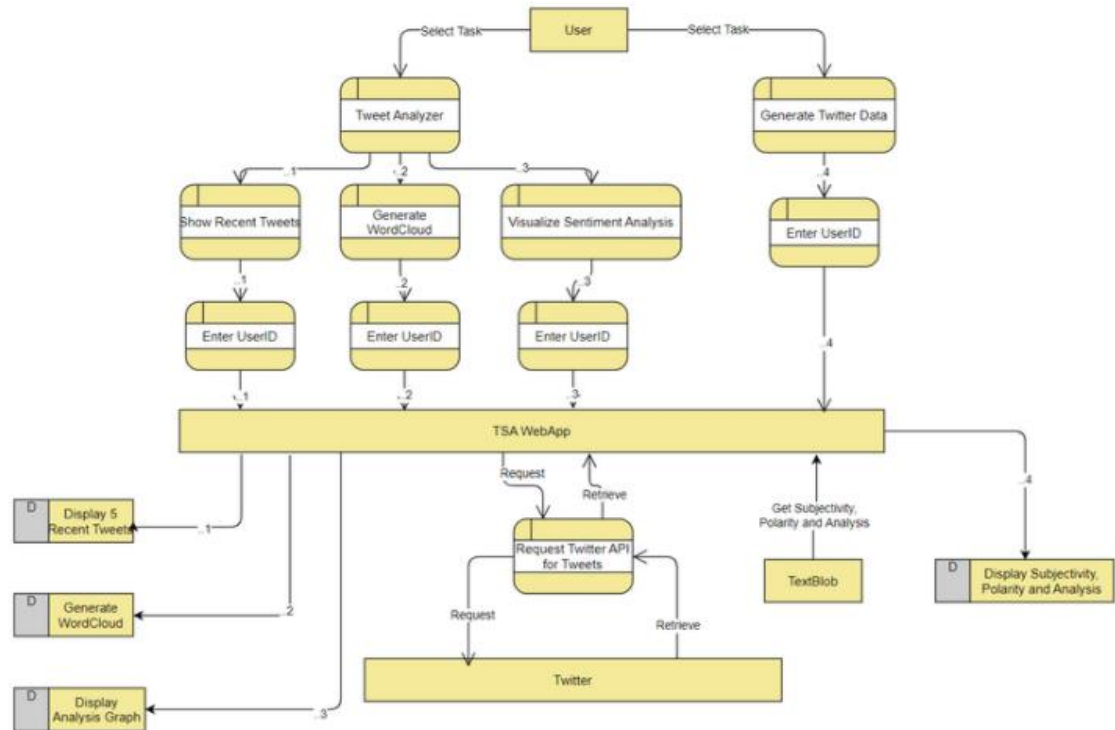 User
Select Task
Select Task
Tweet Analyzer
Generate Twitter Data
..1
..2
..3
..4
Show Recent Tweets
Generate
WordCloud
Visualize Sentiment Analysis
Enter UserID
..1
..2
..3
Enter UserID
Enter UserID
Enter UserID
..4
..1
..2
..3
TSA WebApp
Request
Retrieve
..4
D
Display 5
Recent Tweets
..1
Get Subjectivity,
Polarity and Analysis
Request Twitter API
for Tweets
TextBlob
D
Display Subjectivity,
Polarity and Analysis
D
Generate
WordCloud
..2
Request
Retrieve
Twitter
D
Display
Analysis Graph
..3